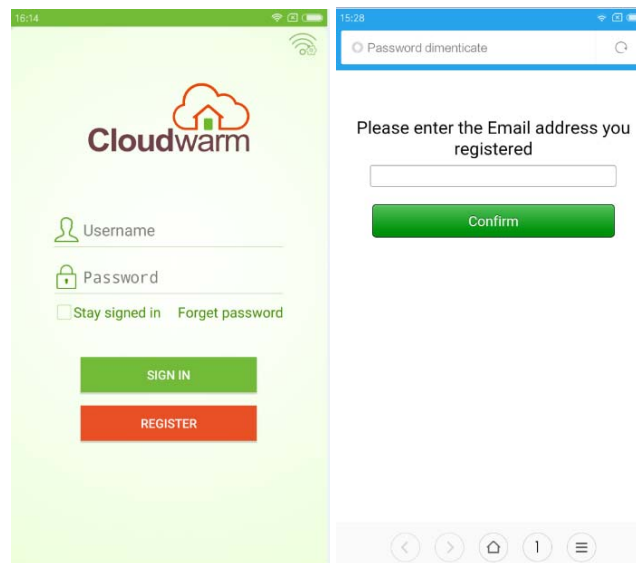 16:14
Cloudwarm
Username
Password
Stay signed in Forget password
SIGN IN
REGISTER
15:28
Password dimenticate
Please enter the Email address you
registered
Confirm
1